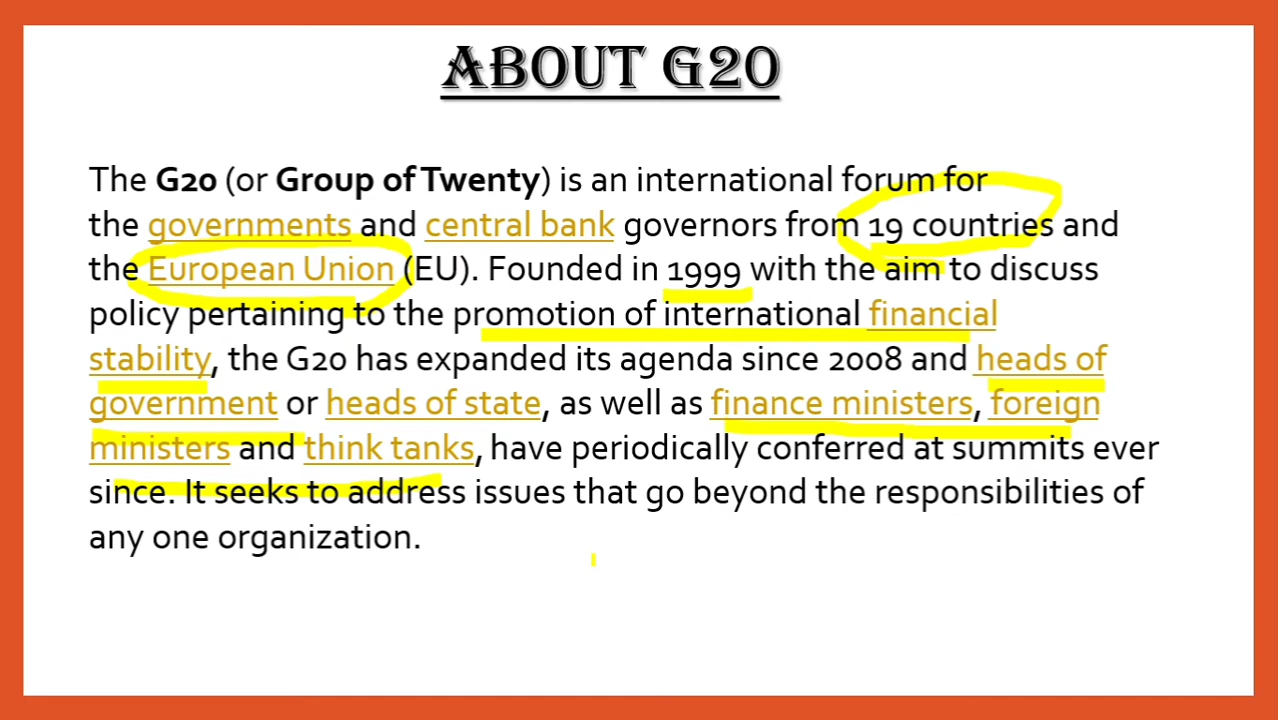 ABOUT G20
The G20 (or Group of Twenty) is an international forum for
the governments and central bank governors from 19 countries and
the European Union (EU). Founded in 1999 with the aim to discuss
policy pertaining to the promotion of international financial
stability, the G20 has expanded its agenda since 2008 and heads of
government or heads of state, as well as finance ministers, foreign
ministers and think tanks, have periodically conferred at summits ever
since. It seeks to address issues that go beyond the responsibilities of
any one organization.